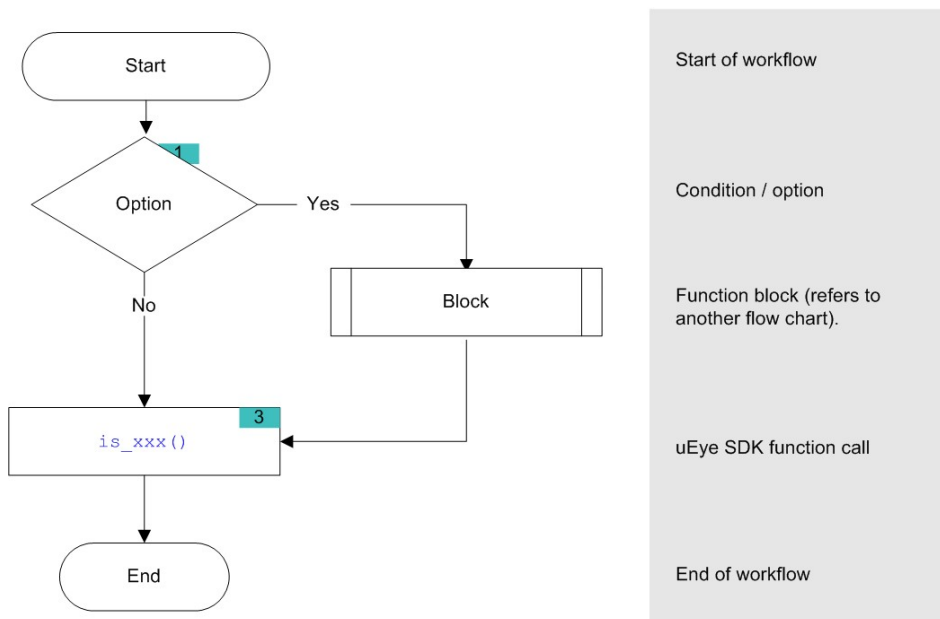 Start
Start of workflow
1
Option
Yes
Condition / option
No
Block
Function block (refers to
another flow chart).
3
is_xxx()
uEye SDK function call
End
End of workflow